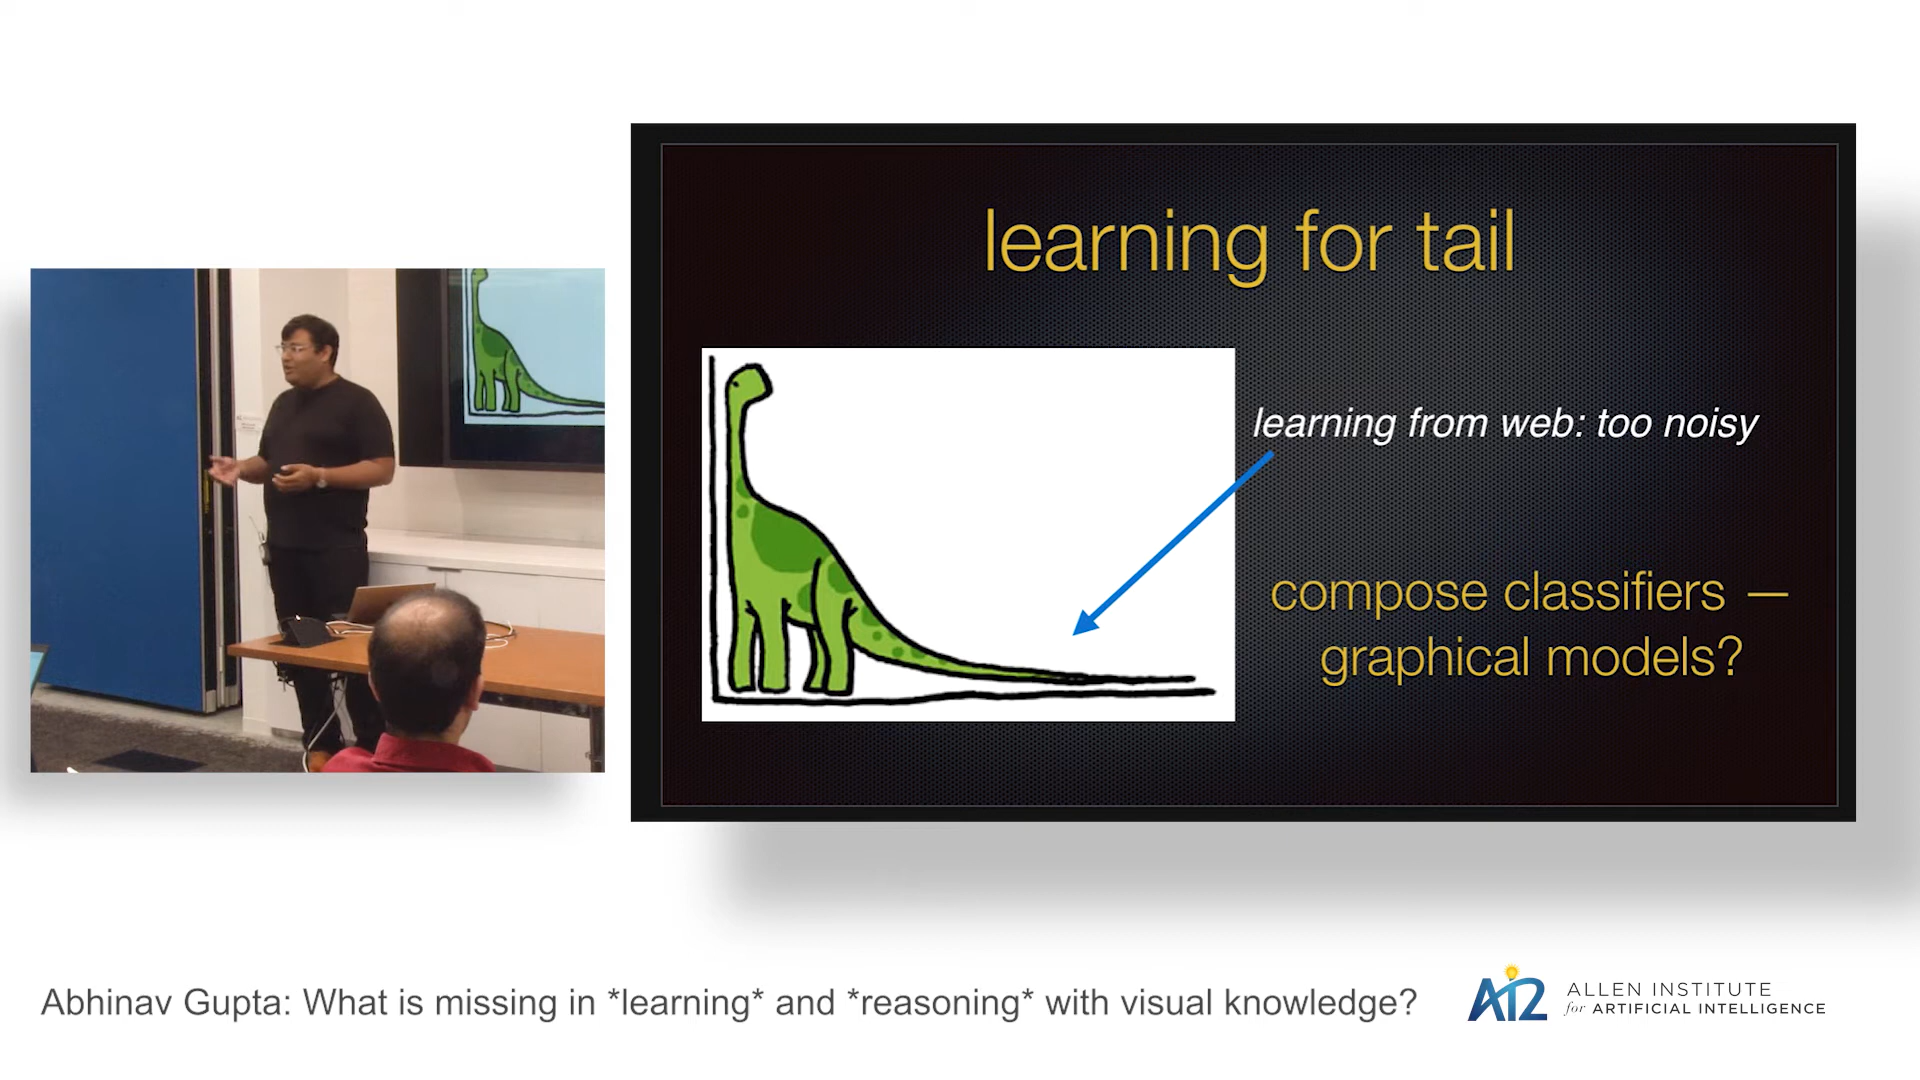 learning for tail
learning from web: too noisy
compose classifiers —
graphical models?
Abhinav Gupta: What is missing in *learning* and *reasoning* with visual knowledge?
AI2
ALLEN INSTITUTE
for ARTIFICIAL INTELLIGENCE